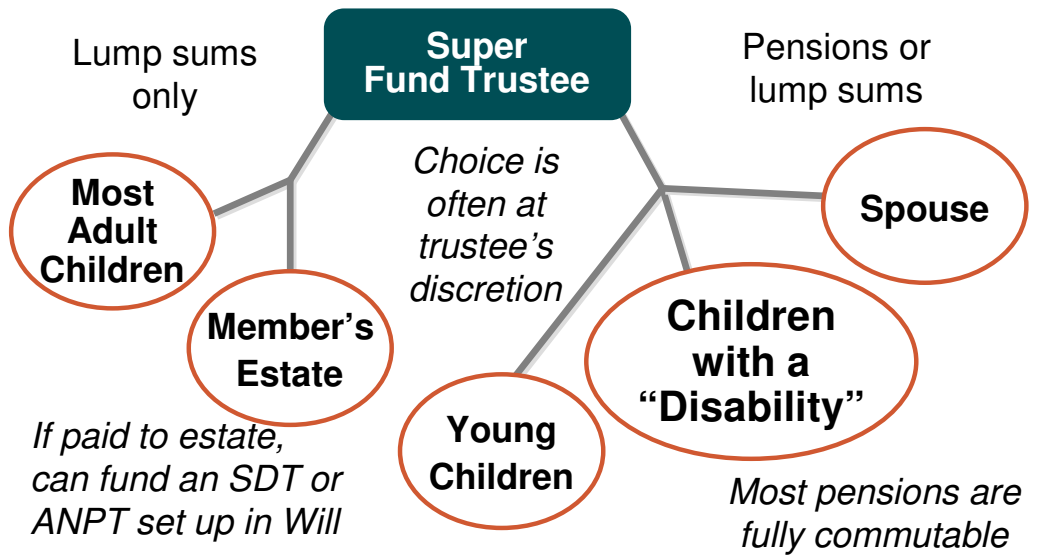 Super
Fund Trustee
Lump sums
only
Pensions or
lump sums
Choice is
often at
trustee’s
discretion
Most
Adult
Children
Member’s
Estate
Young
Children
Children
with a
“Disability”
Spouse
If paid to estate,
can fund an SDT or
ANPT set up in Will
Most pensions are
fully commutable